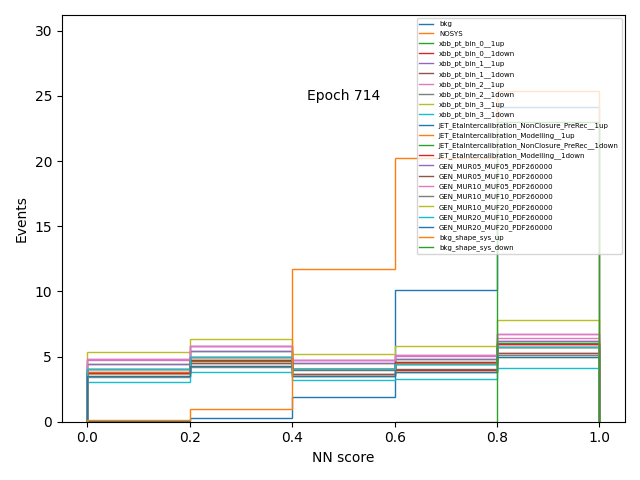 30
25
20
15
10
5
0
Events
Epoch 714
bkg
NOSYS
xbb_pt_bin_0__1up
xbb_pt_bin_0__1down
xbb_pt_bin_1__1up
xbb_pt_bin_1__1down
xbb_pt_bin_2__1up
xbb_pt_bin_2__1down
xbb_pt_bin_3__1up
xbb_pt_bin_3__1down
JET_EtaIntercalibration_NonClosure_PreRec__1up
JET_EtaIntercalibration_Modelling__1up
JET_EtaIntercalibration_NonClosure_PreRec__1down
JET_EtaIntercalibration_Modelling__1down
GEN_MUR05_MUF05_PDF260000
GEN_MUR05_MUF10_PDF260000
GEN_MUR10_MUF05_PDF260000
GEN_MUR10_MUF10_PDF260000
GEN_MUR10_MUF20_PDF260000
GEN_MUR20_MUF10_PDF260000
GEN_MUR20_MUF20_PDF260000
bkg_shape_sys_up
bkg_shape_sys_down
0.0 0.2 0.4 0.6 0.8 1.0
NN score